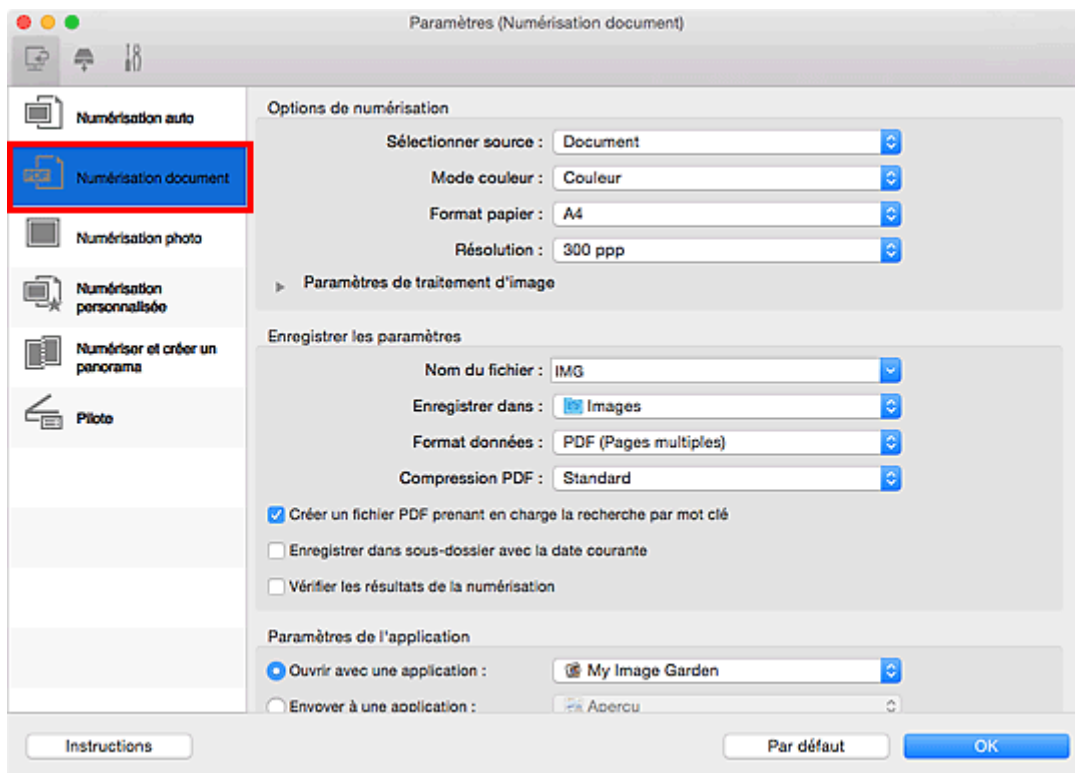 Paramètres (Numérisation document)
Numérisation auto
PDF
Numérisation document
Numérisation photo
Numérisation
personnalisée
Numériser et créer un
panorama
Pilote
Options de numérisation
Sélectionner source : Document
Mode couleur : Couleur
Format papier : A4
Résolution : 300 ppp
Paramètres de traitement d'image
Enregistrer les paramètres
Nom du fichier : IMG
Enregistrer dans : Images
Format données : PDF (Pages multiples)
Compression PDF : Standard
Créer un fichier PDF prenant en charge la recherche par mot clé
Enregistrer dans sous-dossier avec la date courante
Vérifier les résultats de la numérisation
Paramètres de l'application
Ouvrir avec une application : My Image Garden
Envoyer à une application : Aperçu
Instructions
Par défaut OK